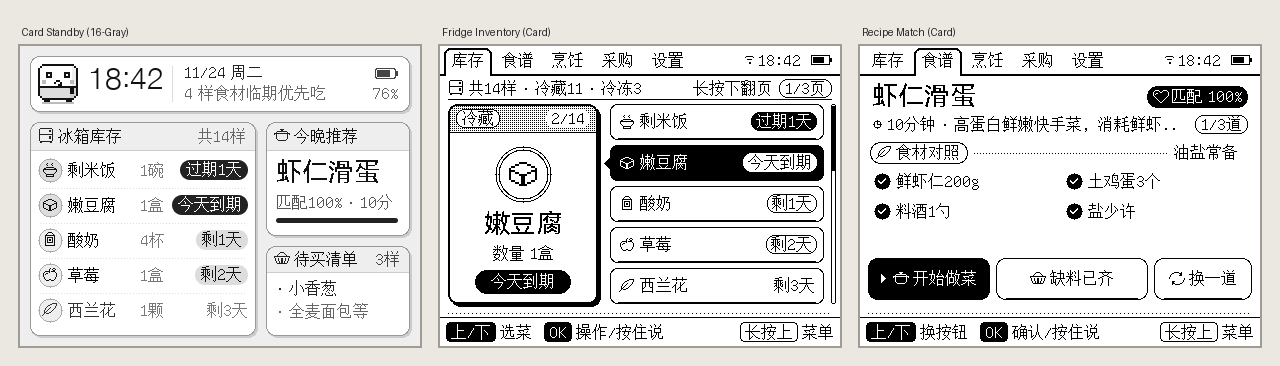 Card Standby (16-Gray)
18:42
11/24 周二
4 样食材临期优先吃
76%
冰箱库存 共14样
剩米饭 1碗 过期1天
嫩豆腐 1盒 今天到期
酸奶 4杯 剩1天
草莓 1盒 剩2天
西兰花 1颗 剩3天
今晚推荐
虾仁滑蛋
匹配100% · 10分
待买清单 3样
· 小香葱
· 全麦面包等
Fridge Inventory (Card)
库存 食谱 烹饪 采购 设置 18:42
共14样 · 冷藏11 · 冷冻3 长按下翻页 1/3页
冷藏 2/14
嫩豆腐
数量 1盒
今天到期
剩米饭 过期1天
嫩豆腐 今天到期
酸奶 剩1天
草莓 剩2天
西兰花 剩3天
上/下 选菜 OK 操作/按住说 长按上 菜单
Recipe Match (Card)
库存 食谱 烹饪 采购 设置 18:42
虾仁滑蛋 匹配 100%
10分钟 · 高蛋白鲜嫩快手菜，消耗鲜虾.. 1/3道
食材对照 油盐常备
鲜虾仁200g 土鸡蛋3个
料酒1勺 盐少许
开始做菜 缺料已齐 换一道
上/下 换按钮 OK 确认/按住说 长按上 菜单